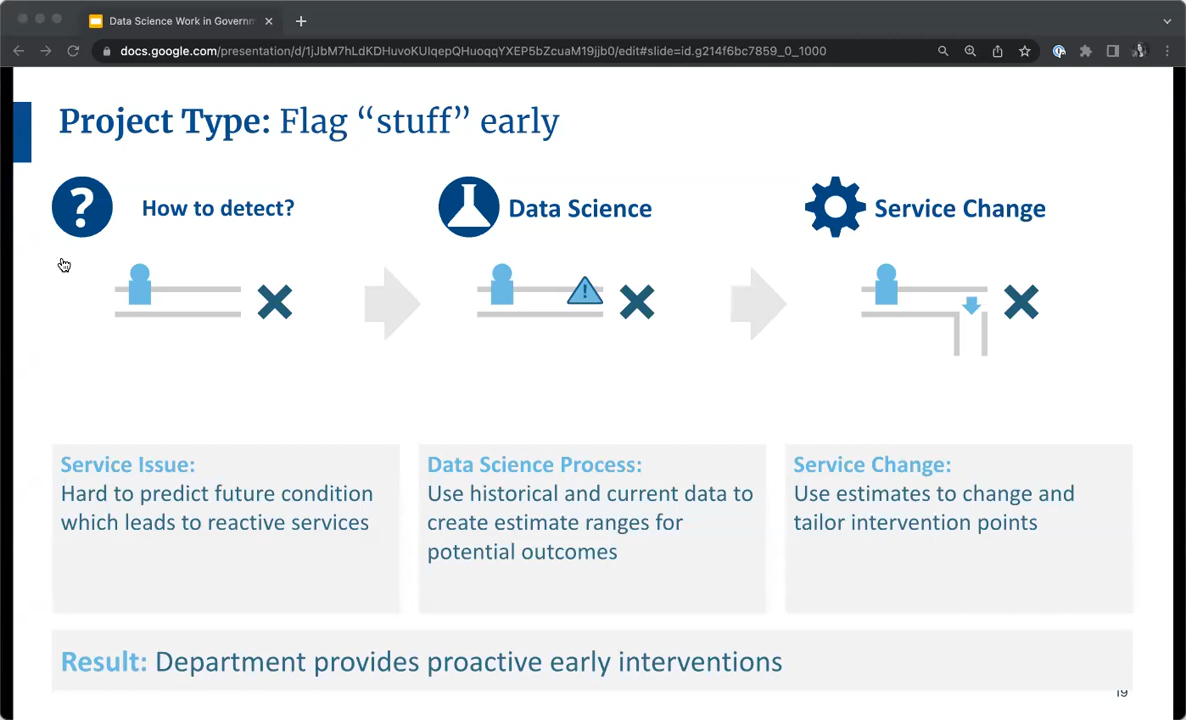 Data Science Work in Governm
docs.google.com/presentation/d/1jJbM7hLdKDHuvoKUIqepQHuoqqYXEP5bZcuaM19jjb0/edit#slide=id.g214f6bc7859_0_1000
Project Type: Flag “stuff” early
? How to detect?
Data Science
Service Change
!
Service Issue:
Hard to predict future condition
which leads to reactive services
Data Science Process:
Use historical and current data to
create estimate ranges for
potential outcomes
Service Change:
Use estimates to change and
tailor intervention points
Result: Department provides proactive early interventions
19